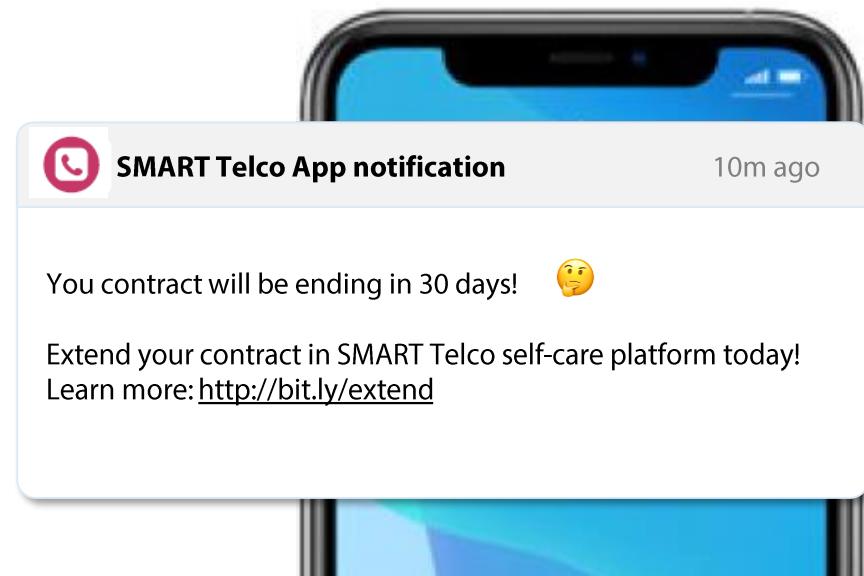 SMART Telco App notification
10m ago
You contract will be ending in 30 days! 🤔
Extend your contract in SMART Telco self-care platform today!
Learn more: http://bit.ly/extend